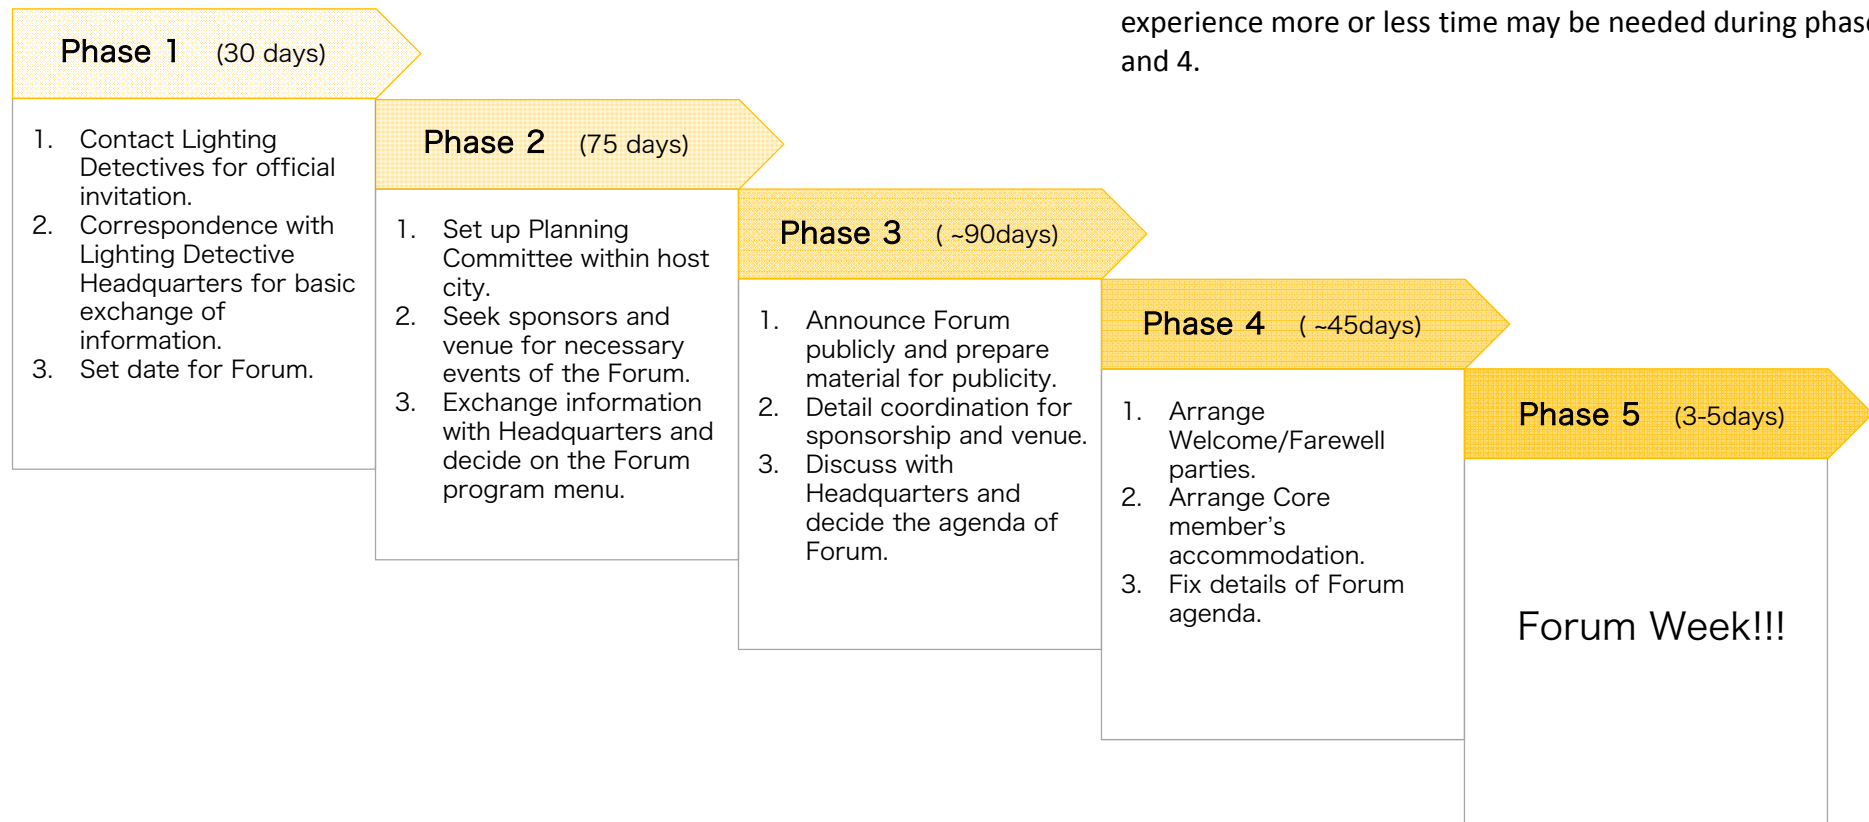 experience more or less time may be needed during phase
and 4.
Phase 1 (30 days)
1. Contact Lighting
Detectives for official
invitation.
2. Correspondence with
Lighting Detective
Headquarters for basic
exchange of
information.
3. Set date for Forum.
Phase 2 (75 days)
1. Set up Planning
Committee within host
city.
2. Seek sponsors and
venue for necessary
events of the Forum.
3. Exchange information
with Headquarters and
decide on the Forum
program menu.
Phase 3 ( ~90days)
1. Announce Forum
publicly and prepare
material for publicity.
2. Detail coordination for
sponsorship and venue.
3. Discuss with
Headquarters and
decide the agenda of
Forum.
Phase 4 ( ~45days)
1. Arrange
Welcome/Farewell
parties.
2. Arrange Core
member’s
accommodation.
3. Fix details of Forum
agenda.
Phase 5 (3-5days)
Forum Week!!!